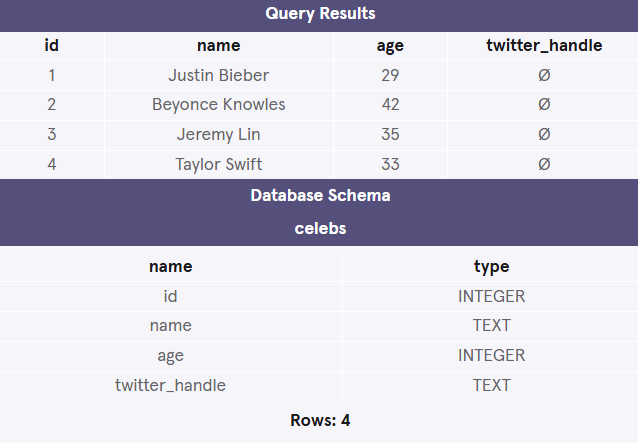 Query Results
id name age twitter_handle
1 Justin Bieber 29 Ø
2 Beyonce Knowles 42 Ø
3 Jeremy Lin 35 Ø
4 Taylor Swift 33 Ø
Database Schema
celebs
name type
id INTEGER
name TEXT
age INTEGER
twitter_handle TEXT
Rows: 4